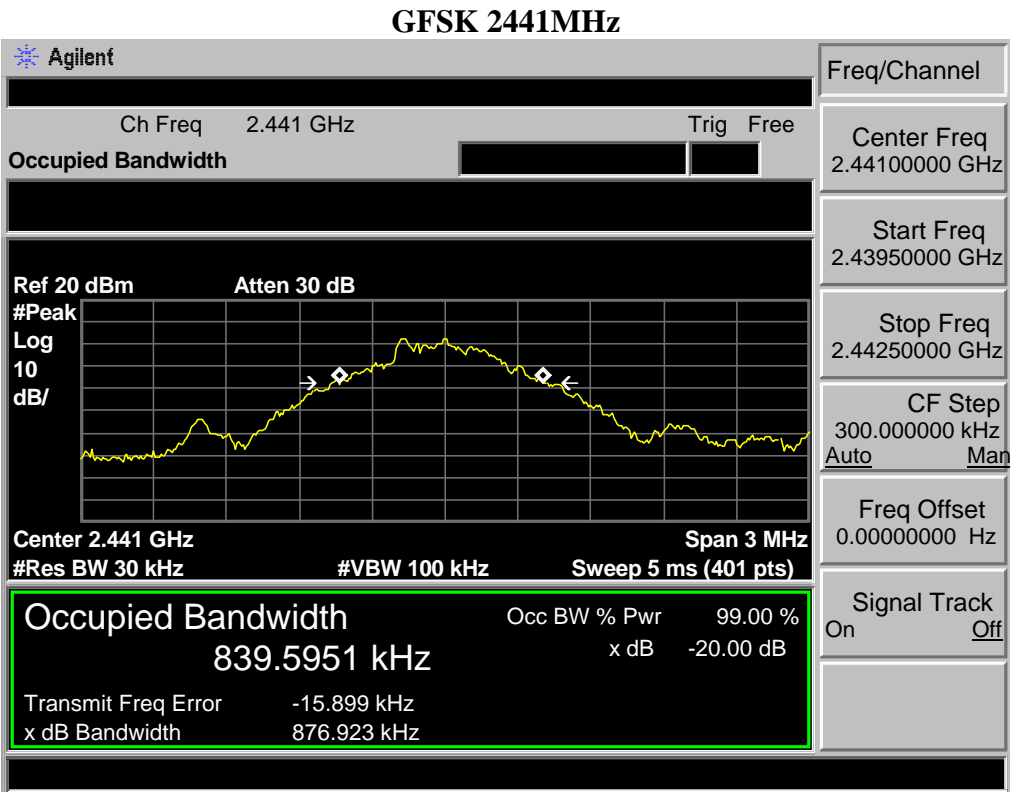 GFSK 2441MHz
Agilent
Freq/Channel
Ch Freq 2.441 GHz Trig Free
Occupied Bandwidth
Center Freq
2.44100000 GHz
Start Freq
2.43950000 GHz
Stop Freq
2.44250000 GHz
CF Step
300.000000 kHz
Auto Man
Freq Offset
0.00000000 Hz
Signal Track
On Off
Ref 20 dBm Atten 30 dB
#Peak
Log
10
dB/
Center 2.441 GHz Span 3 MHz
#Res BW 30 kHz #VBW 100 kHz Sweep 5 ms (401 pts)
Occupied Bandwidth Occ BW % Pwr 99.00 %
839.5951 kHz x dB -20.00 dB
Transmit Freq Error -15.899 kHz
x dB Bandwidth 876.923 kHz